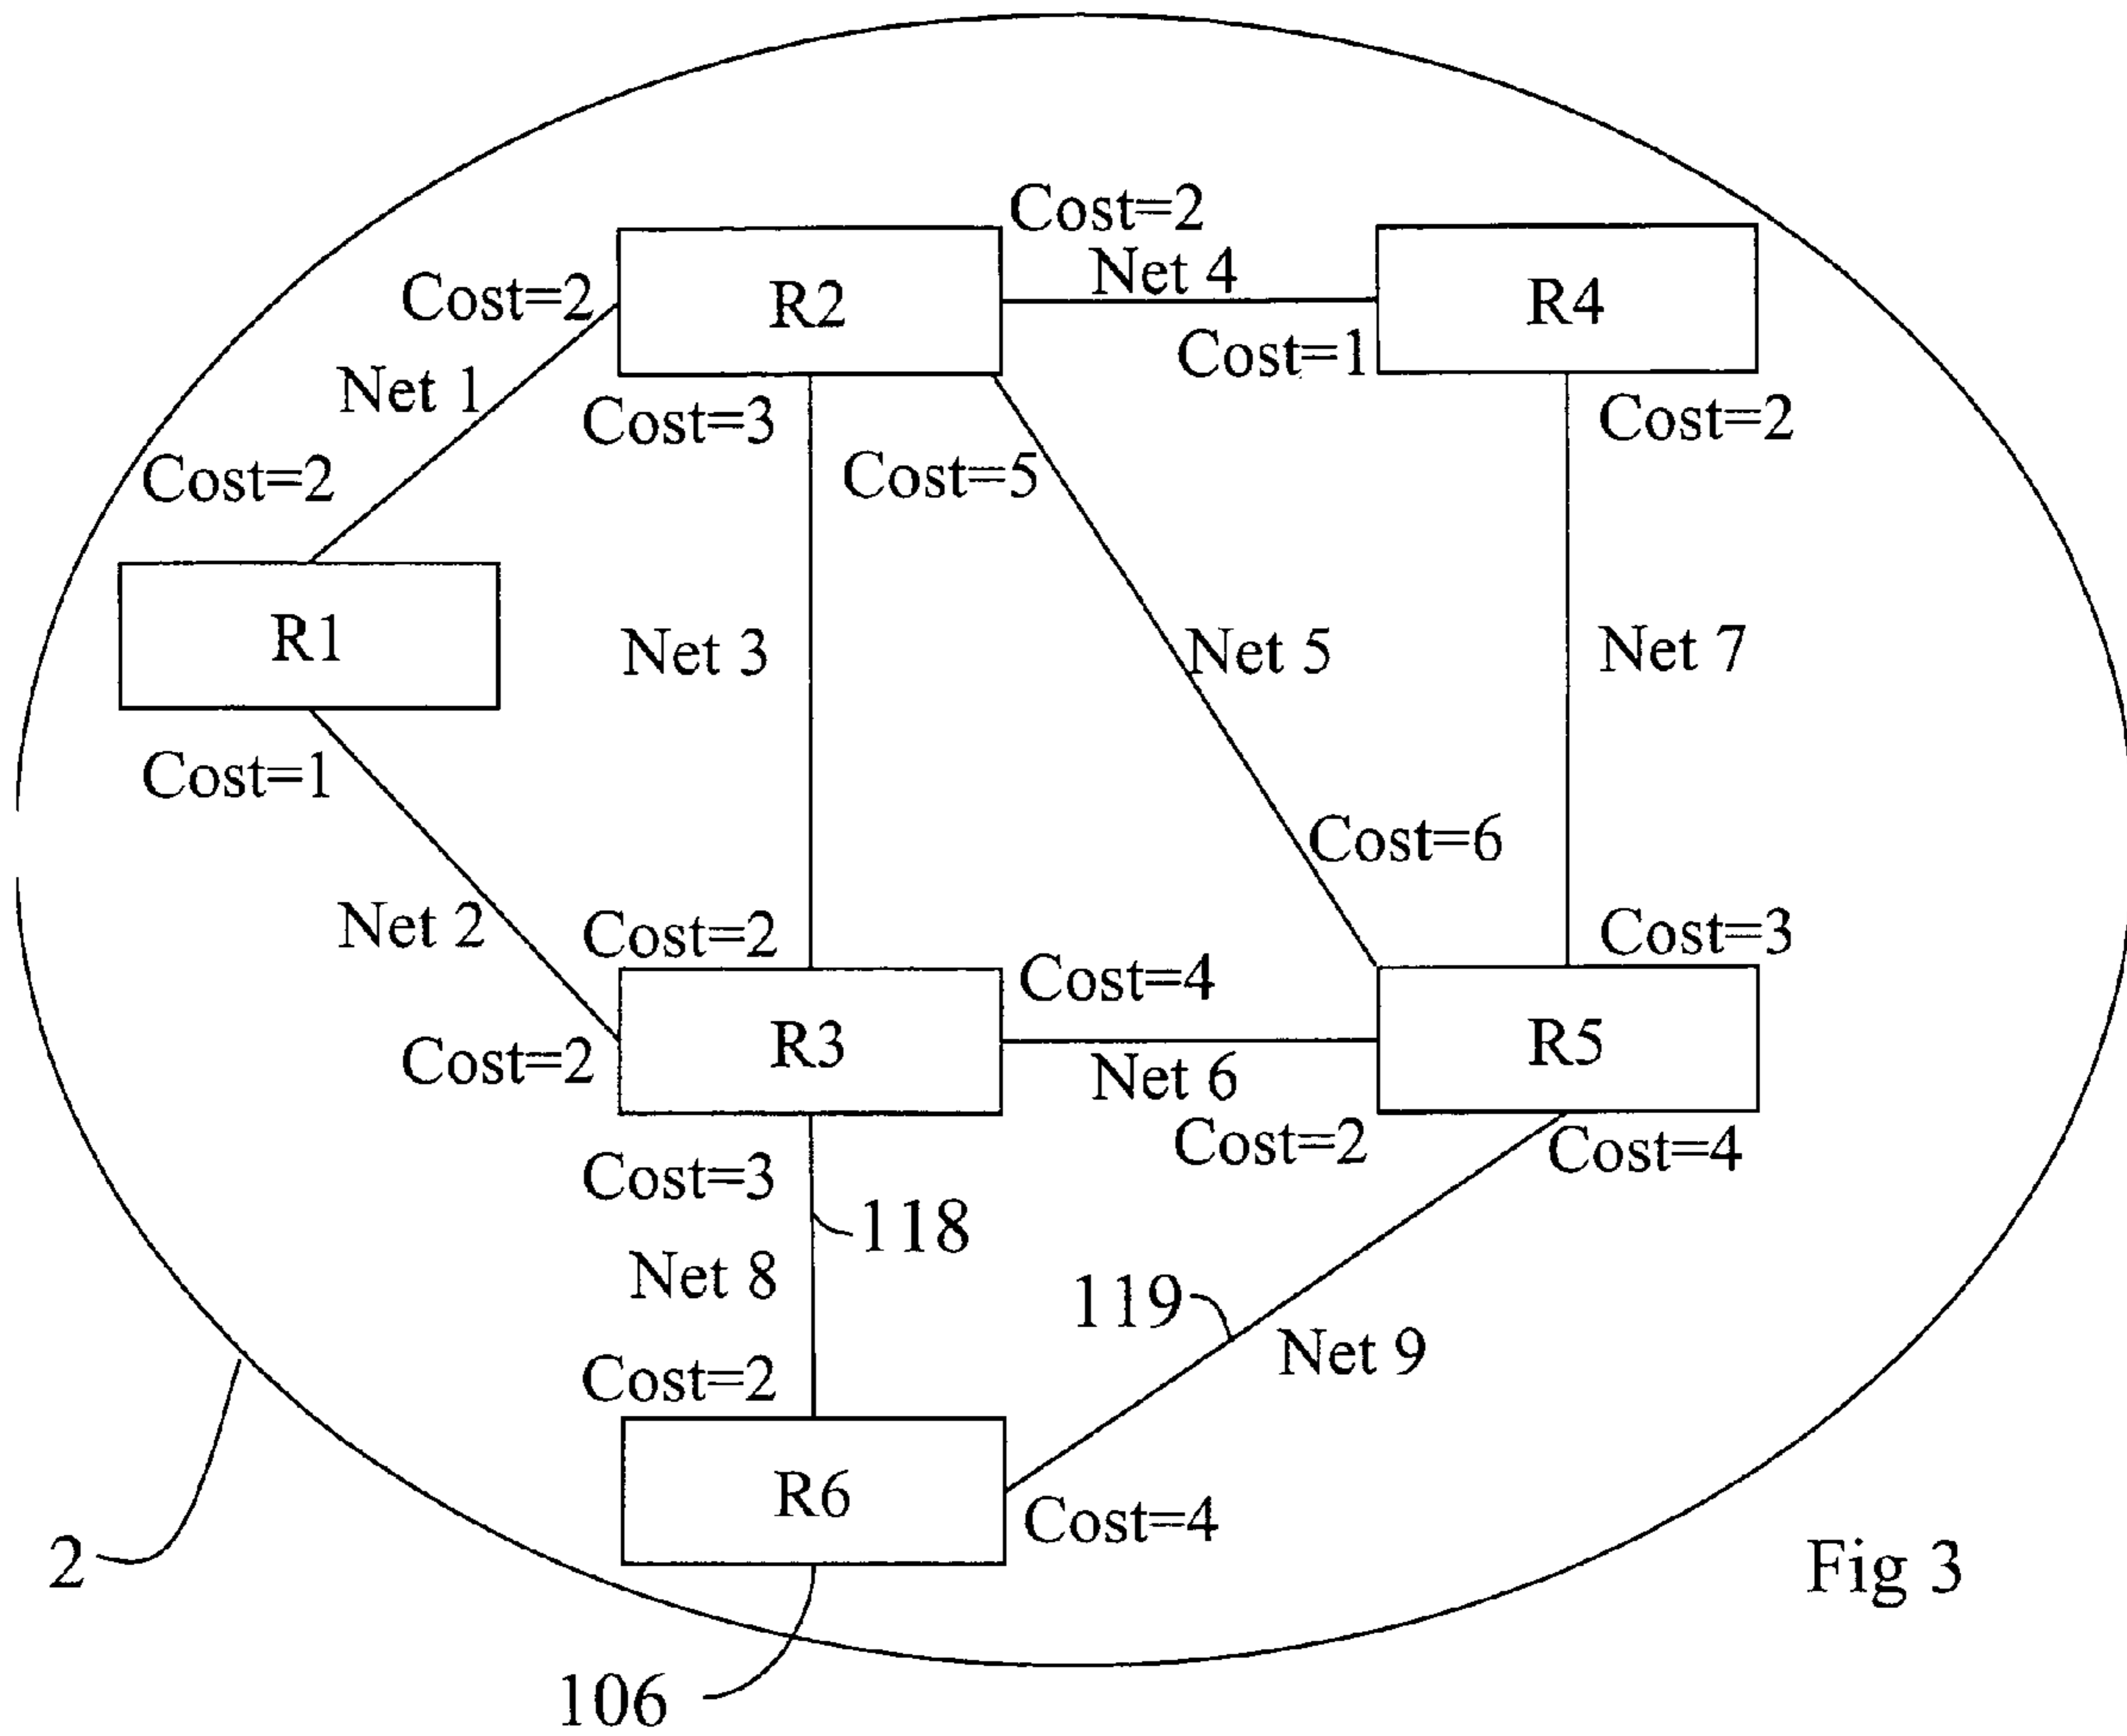 Cost=2
Net 4
Cost=2
R2
R4
Cost=1
Net 1
Cost=3
Cost=2
Cost=2
Cost=5
R1
Net 3
Net 5
Net 7
Cost=1
Cost=6
Net 2
Cost=2
Cost=3
Cost=4
R3
R5
Cost=2
Net 6
Cost=2
Cost=4
Cost=3
118
Net 8
119
Net 9
Cost=2
R6
Cost=4
2
Fig 3
106